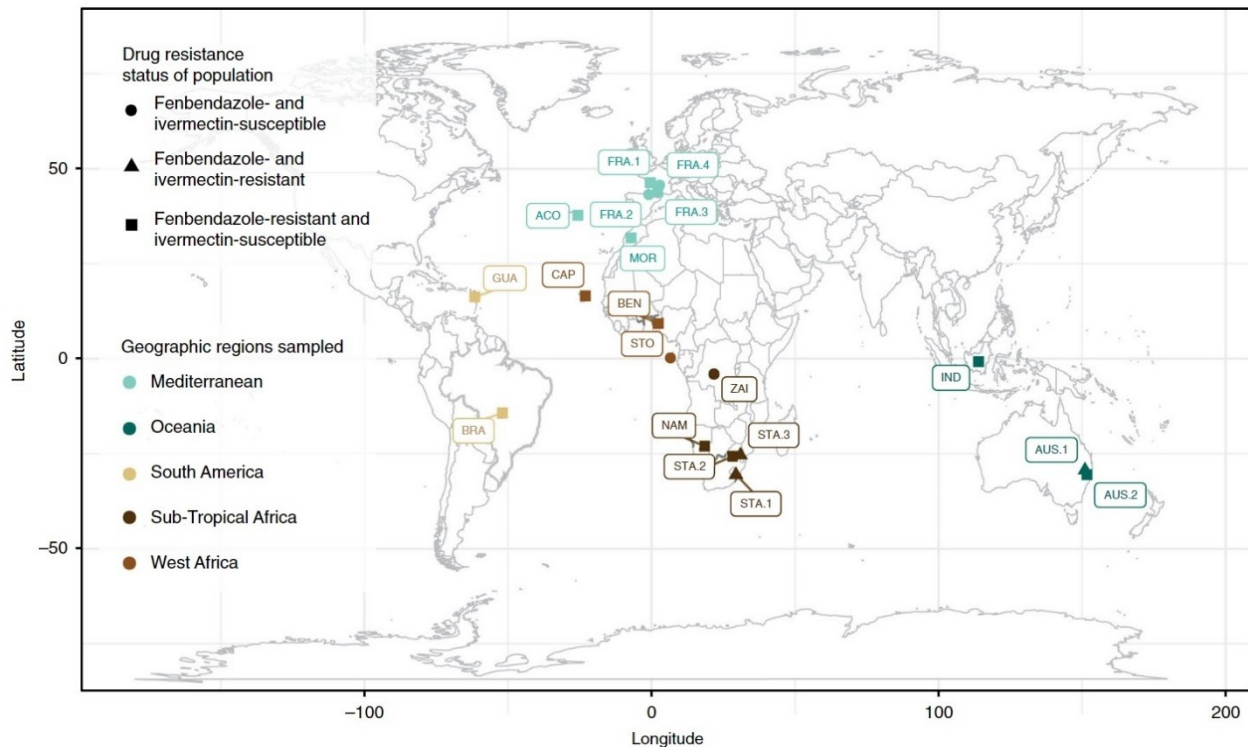 Drug resistance
status of population
Fenbendazole- and
ivermectin-susceptible
Fenbendazole- and
ivermectin-resistant
Fenbendazole-resistant and
ivermectin-susceptible
Geographic regions sampled
Mediterranean
Oceania
South America
Sub-Tropical Africa
West Africa
FRA.1
FRA.4
ACO
FRA.2
FRA.3
MOR
GUA
CAP
BEN
STO
ZAI
IND
BRA
NAM
STA.3
STA.2
STA.1
AUS.1
AUS.2
Latitude
50
0
–50
–100
0
100
200
Longitude